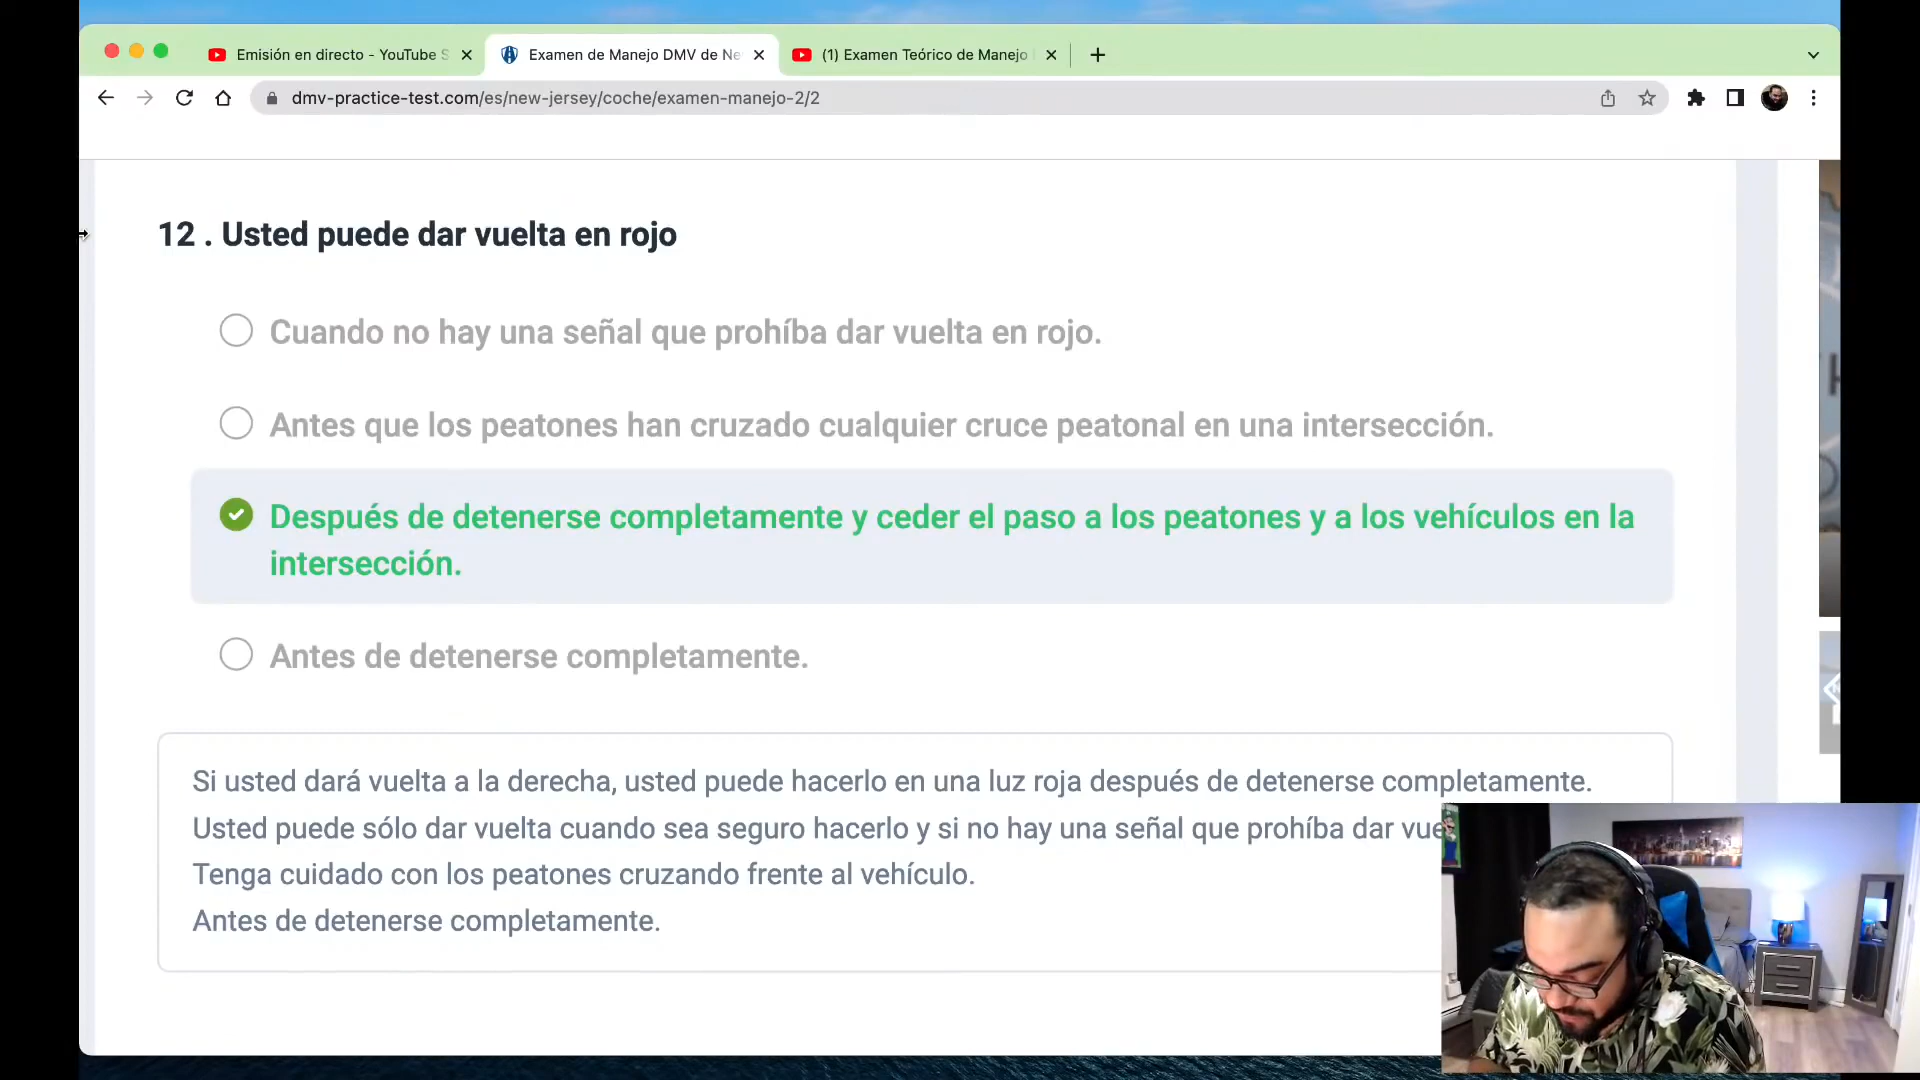 Emisión en directo - YouTube S
Examen de Manejo DMV de Ne
(1) Examen Teórico de Manejo
dmv-practice-test.com/es/new-jersey/coche/examen-manejo-2/2
12 . Usted puede dar vuelta en rojo
Cuando no hay una señal que prohíba dar vuelta en rojo.
Antes que los peatones han cruzado cualquier cruce peatonal en una intersección.
Después de detenerse completamente y ceder el paso a los peatones y a los vehículos en la
intersección.
Antes de detenerse completamente.
Si usted dará vuelta a la derecha, usted puede hacerlo en una luz roja después de detenerse completamente.
Usted puede sólo dar vuelta cuando sea seguro hacerlo y si no hay una señal que prohíba dar vue
Tenga cuidado con los peatones cruzando frente al vehículo.
Antes de detenerse completamente.